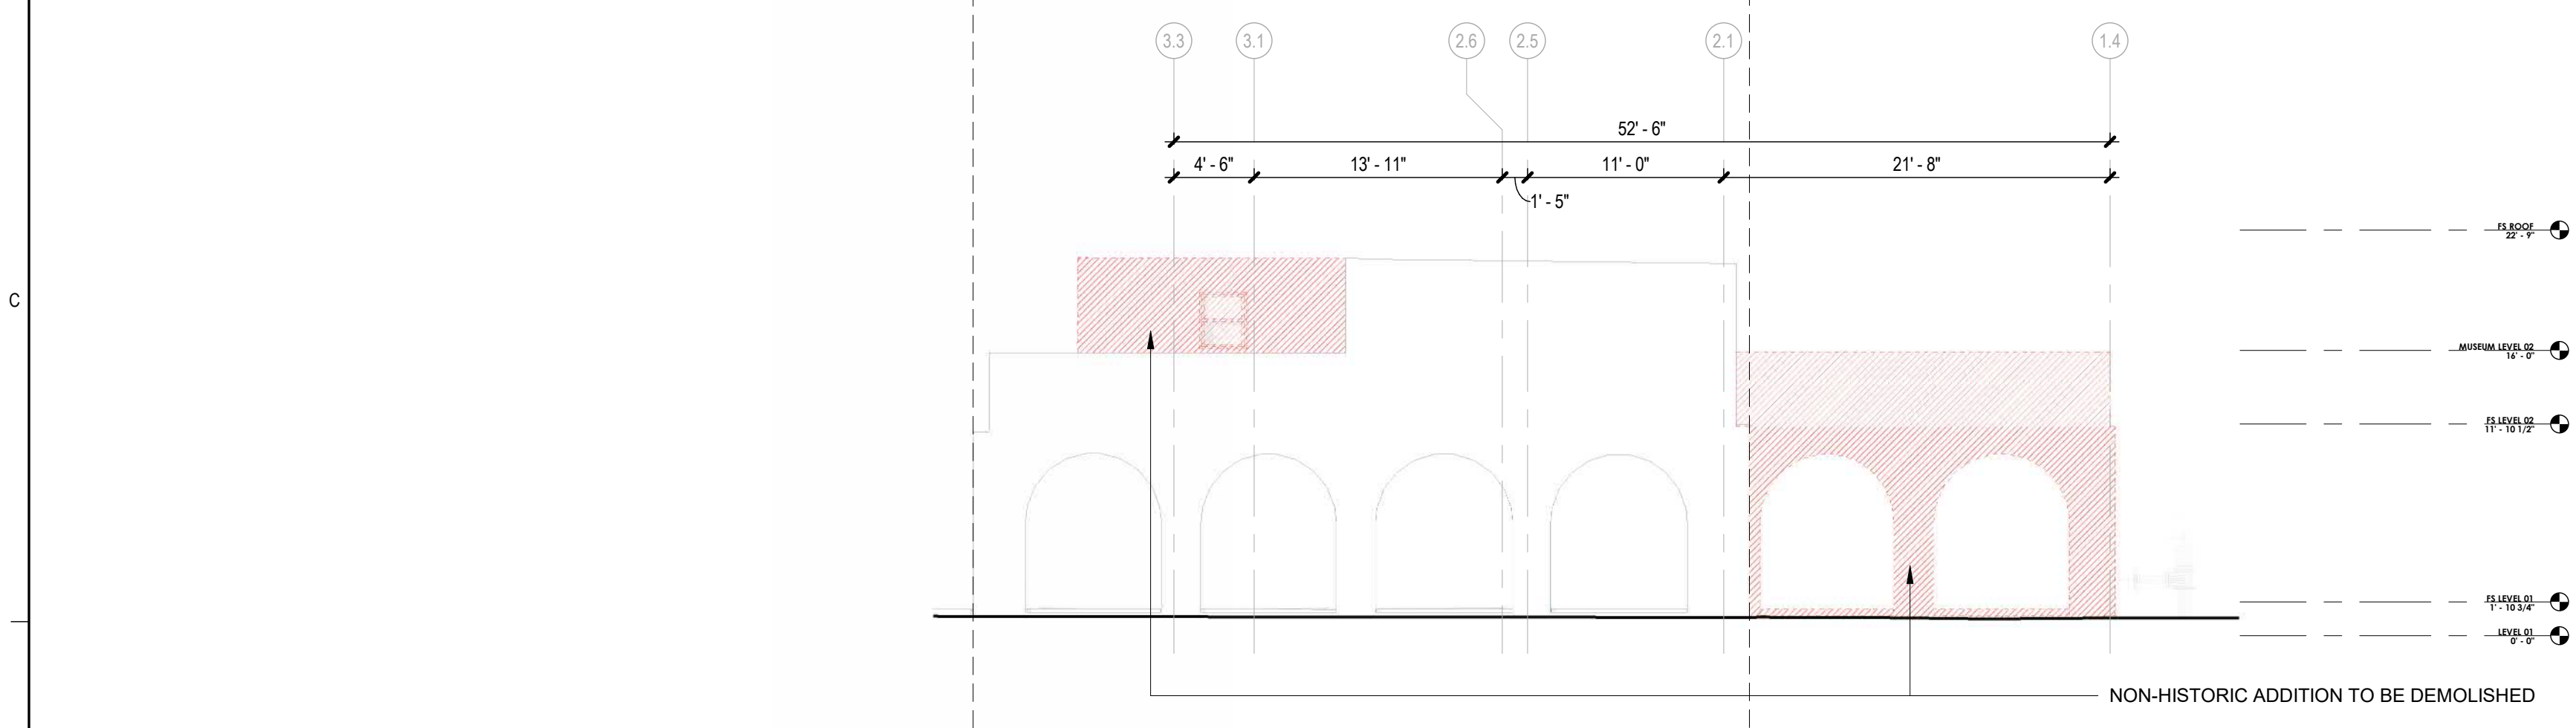 3.3 3.1 2.6 2.5 2.1 1.4
52' - 6"
4' - 6" 13' - 11" 11' - 0" 21' - 8"
1' - 5"
FS ROOF
22' - 9"
C
MUSEUM LEVEL 02
16' - 0"
FS LEVEL 02
11' - 10 1/2"
FS LEVEL 01
1' - 10 3/4"
LEVEL 01
0' - 0"
NON-HISTORIC ADDITION TO BE DEMOLISHED